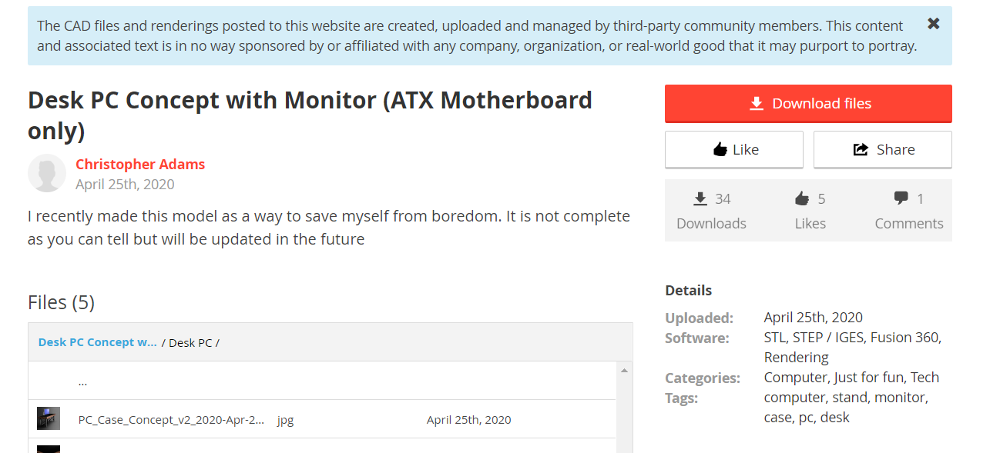 The CAD files and renderings posted to this website are created, uploaded and managed by third-party community members. This content
and associated text is in no way sponsored by or affiliated with any company, organization, or real-world good that it may purport to portray.
Desk PC Concept with Monitor (ATX Motherboard
only)
Christopher Adams
April 25th, 2020
I recently made this model as a way to save myself from boredom. It is not complete
as you can tell but will be updated in the future
Files (5)
Desk PC Concept w... / Desk PC /
...
PC_Case_Concept_v2_2020-Apr-2... jpg April 25th, 2020
Download files
Like Share
34 5 1
Downloads Likes Comments
Details
Uploaded: April 25th, 2020
Software: STL, STEP / IGES, Fusion 360,
Rendering
Categories: Computer, Just for fun, Tech
Tags: computer, stand, monitor,
case, pc, desk